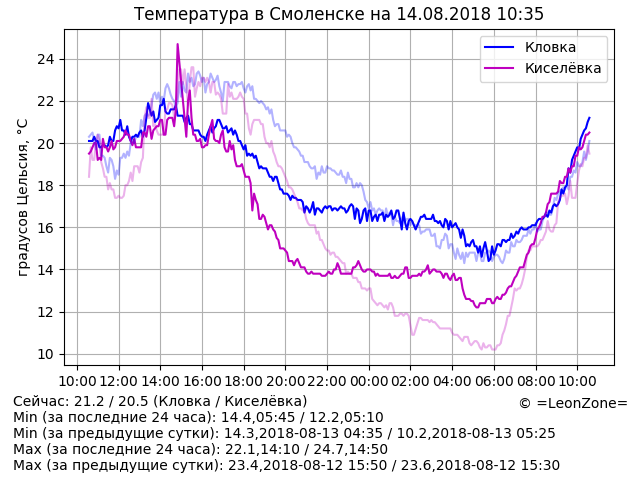 Температура в Смоленске на 14.08.2018 10:35
Кловка
Киселёвка
градусов Цельсия, °C
24
22
20
18
16
14
12
10
10:00 12:00 14:00 16:00 18:00 20:00 22:00 00:00 02:00 04:00 06:00 08:00 10:00
Сейчас: 21.2 / 20.5 (Кловка / Киселёвка)
© =LeonZone=
Min (за последние 24 часа): 14.4,05:45 / 12.2,05:10
Min (за предыдущие сутки): 14.3,2018-08-13 04:35 / 10.2,2018-08-13 05:25
Max (за последние 24 часа): 22.1,14:10 / 24.7,14:50
Max (за предыдущие сутки): 23.4,2018-08-12 15:50 / 23.6,2018-08-12 15:30